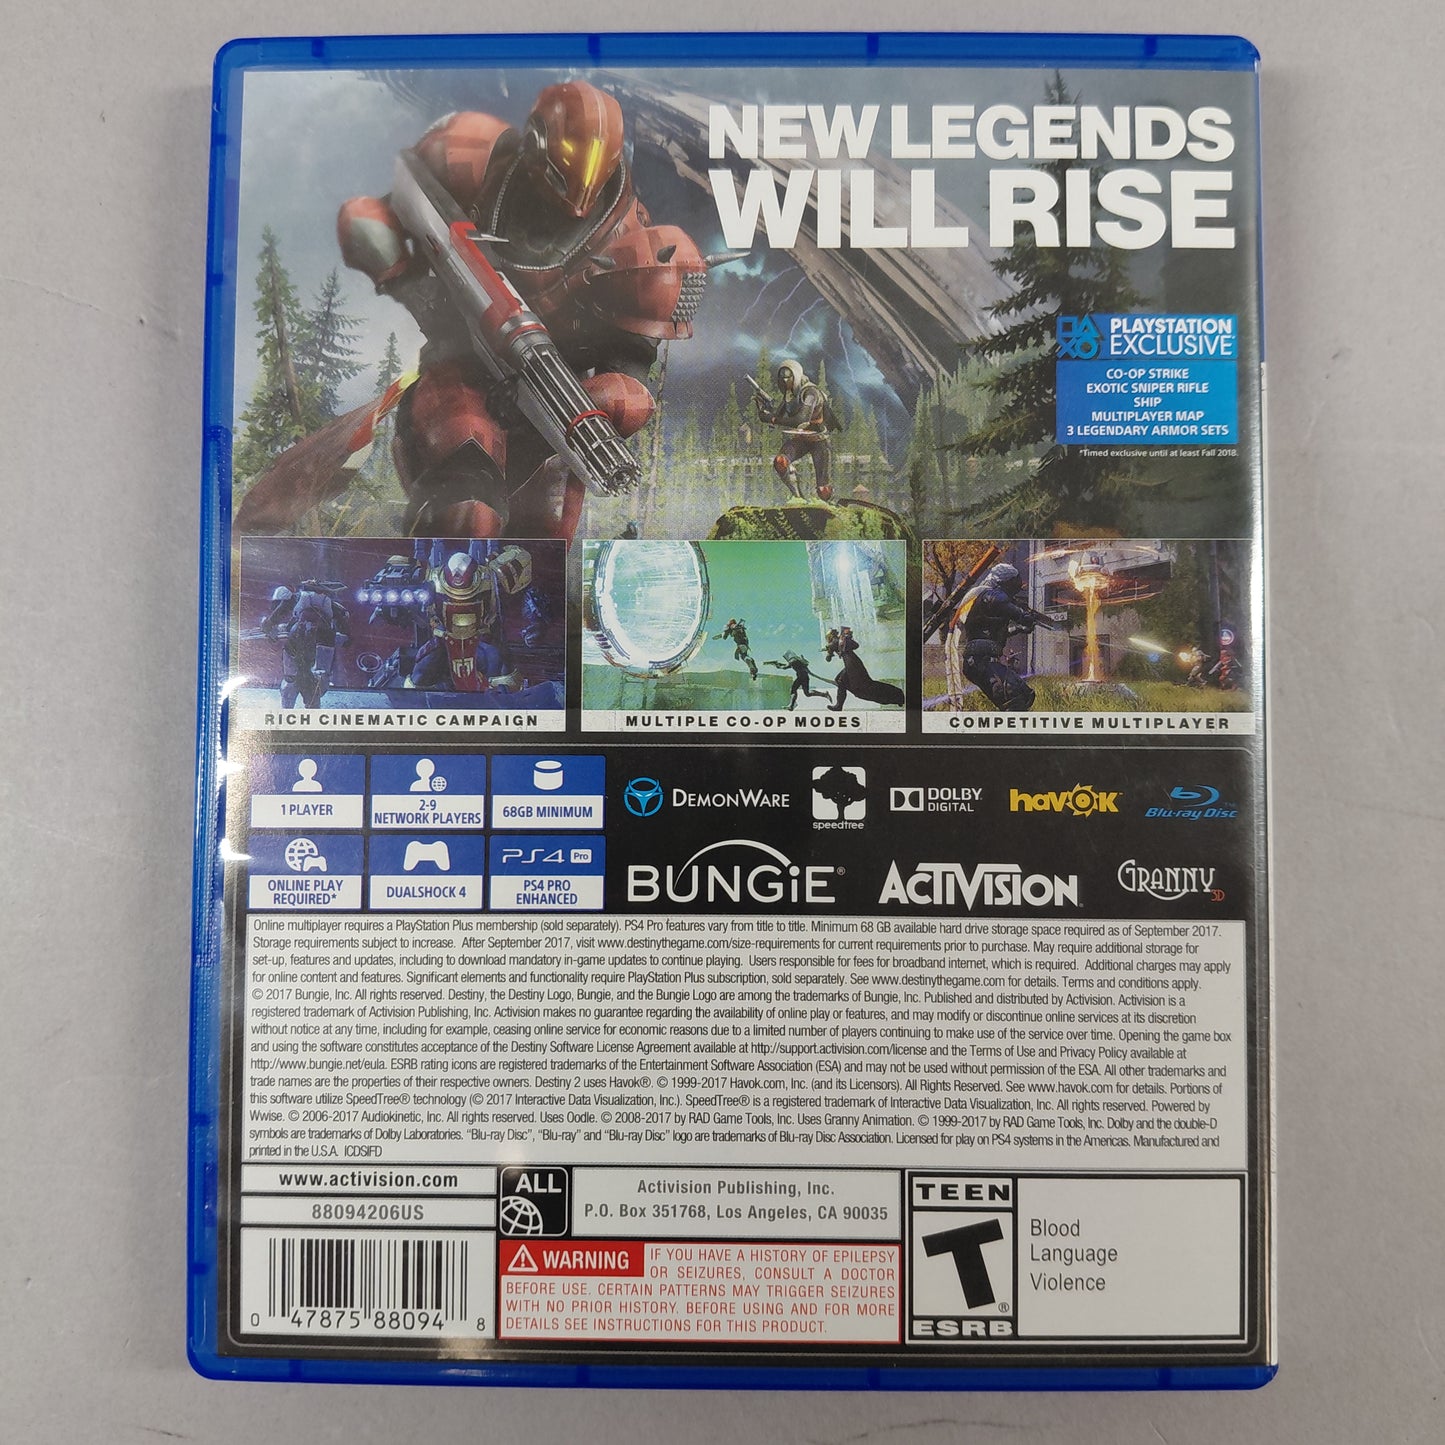 NEW LEGENDS
WILL RISE
PLAYSTATION
EXCLUSIVE
CO-OP STRIKE
EXOTIC SNIPER RIFLE
SHIP
MULTIPLAYER MAP
3 LEGENDARY ARMOR SETS
*Timed exclusive until at least Fall 2018.
RICH CINEMATIC CAMPAIGN
MULTIPLE CO-OP MODES
COMPETITIVE MULTIPLAYER
1 PLAYER
2-9
NETWORK PLAYERS
68GB MINIMUM
DEMONWARE
speedtree
DOLBY
DIGITAL
havok
Blu-ray Disc
ONLINE PLAY
REQUIRED*
DUALSHOCK 4
PS4 Pro
PS4 PRO
ENHANCED
BUNGiE®
ACTIVISION.
GRANNY
3D
Online multiplayer requires a PlayStation Plus membership (sold separately). PS4 Pro features vary from title to title. Minimum 68 GB available hard drive storage space required as of September 2017.
Storage requirements subject to increase. After September 2017, visit www.destinythegame.com/size-requirements for current requirements prior to purchase. May require additional storage for
set-up, features and updates, including to download mandatory in-game updates to continue playing. Users responsible for fees for broadband internet, which is required. Additional charges may apply
for online content and features. Significant elements and functionality require PlayStation Plus subscription, sold separately. See www.destinythegame.com for details. Terms and conditions apply.
© 2017 Bungie, Inc. All rights reserved. Destiny, the Destiny Logo, Bungie, and the Bungie Logo are among the trademarks of Bungie, Inc. Published and distributed by Activision. Activision is a
registered trademark of Activision Publishing, Inc. Activision makes no guarantee regarding the availability of online play or features, and may modify or discontinue online services at its discretion
without notice at any time, including for example, ceasing online service for economic reasons due to a limited number of players continuing to make use of the service over time. Opening the game box
and using the software constitutes acceptance of the Destiny Software License Agreement available at http://support.activision.com/license and the Terms of Use and Privacy Policy available at
http://www.bungie.net/eula. ESRB rating icons are registered trademarks of the Entertainment Software Association (ESA) and may not be used without permission of the ESA. All other trademarks and
trade names are the properties of their respective owners. Destiny 2 uses Havok®. © 1999-2017 Havok.com, Inc. (and its Licensors). All Rights Reserved. See www.havok.com for details. Portions of
this software utilize SpeedTree® technology (© 2017 Interactive Data Visualization, Inc.). SpeedTree® is a registered trademark of Interactive Data Visualization, Inc. All rights reserved. Powered by
Wwise. © 2006-2017 Audiokinetic, Inc. All rights reserved. Uses Oodle. © 2008-2017 by RAD Game Tools, Inc. Uses Granny Animation. © 1999-2017 by RAD Game Tools, Inc. Dolby and the double-D
symbols are trademarks of Dolby Laboratories. “Blu-ray Disc”, “Blu-ray” and “Blu-ray Disc” logo are trademarks of Blu-ray Disc Association. Licensed for play on PS4 systems in the Americas. Manufactured and
printed in the U.S.A. ICDSIFD
www.activision.com
88094206US
0 47875 88094 8
ALL
Activision Publishing, Inc.
P.O. Box 351768, Los Angeles, CA 90035
WARNING IF YOU HAVE A HISTORY OF EPILEPSY
OR SEIZURES, CONSULT A DOCTOR
BEFORE USE. CERTAIN PATTERNS MAY TRIGGER SEIZURES
WITH NO PRIOR HISTORY. BEFORE USING AND FOR MORE
DETAILS SEE INSTRUCTIONS FOR THIS PRODUCT.
TEEN
T®
ESRB
Blood
Language
Violence